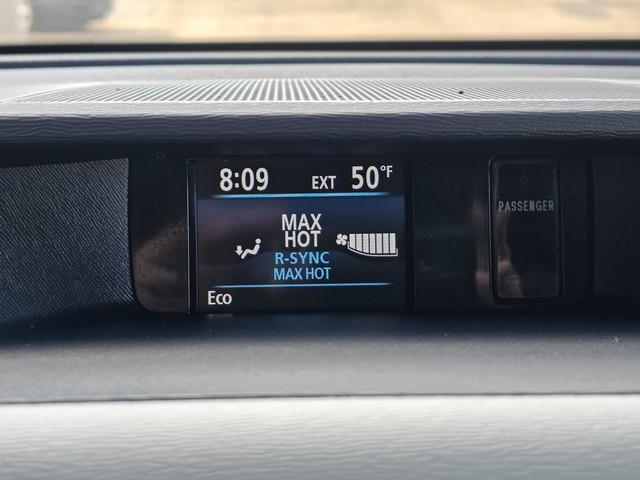 8:09 EXT 50°F
MAX
HOT
R-SYNC
MAX HOT
Eco
PASSENGER